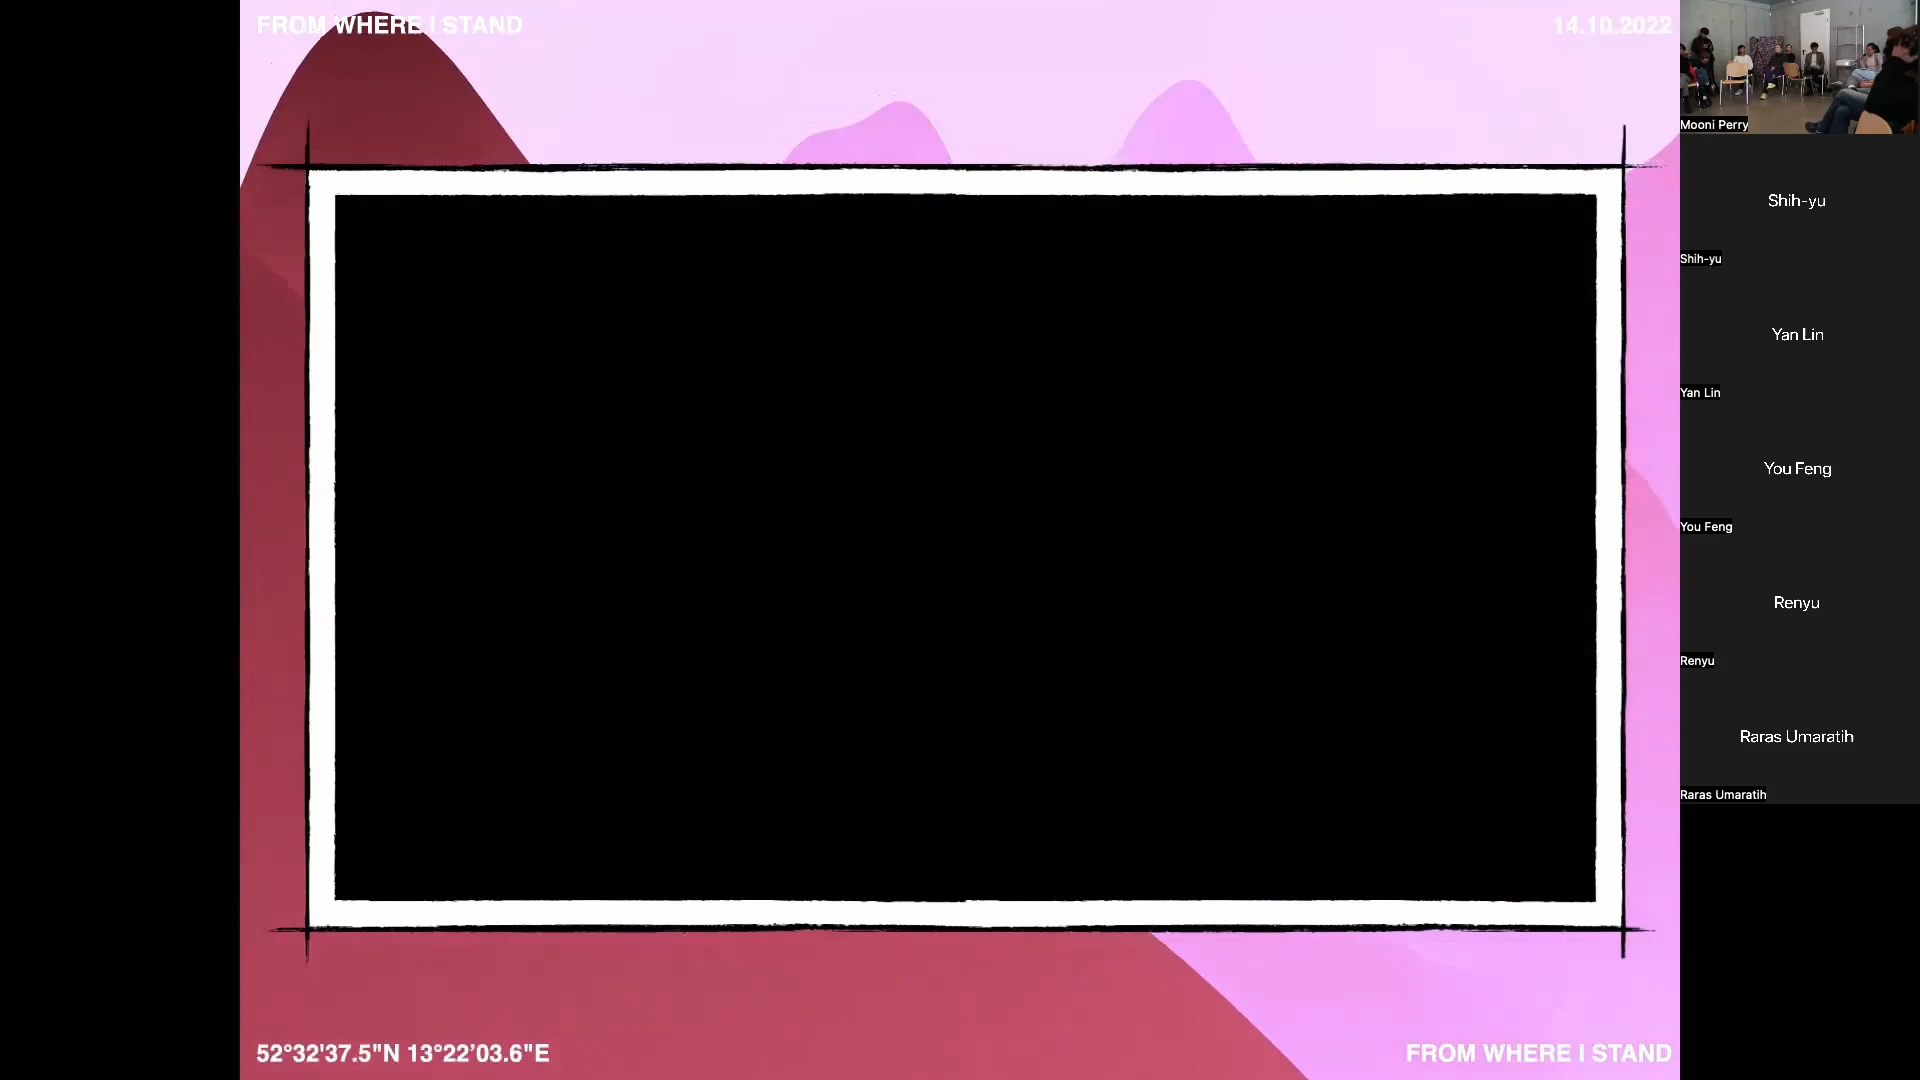 FROM WHERE I STAND
14.10.2022
Mooni Perry
Shih-yu
Shih-yu
Yan Lin
Yan Lin
You Feng
You Feng
Renyu
Renyu
Raras Umaratih
Raras Umaratih
52°32'37.5"N 13°22’03.6"E
FROM WHERE I STAND